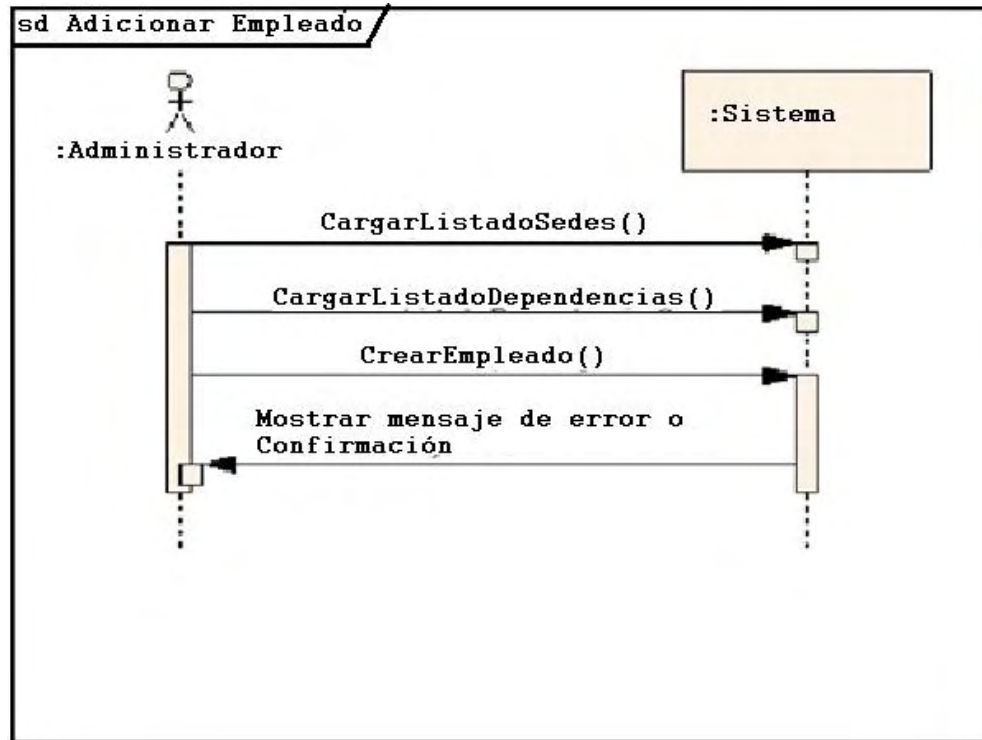 sd Adicionar Empleado
:Administrador
:Sistema
CargarListadoSedes()
CargarListadoDependencias()
CrearEmpleado()
Mostrar mensaje de error o
Confirmación